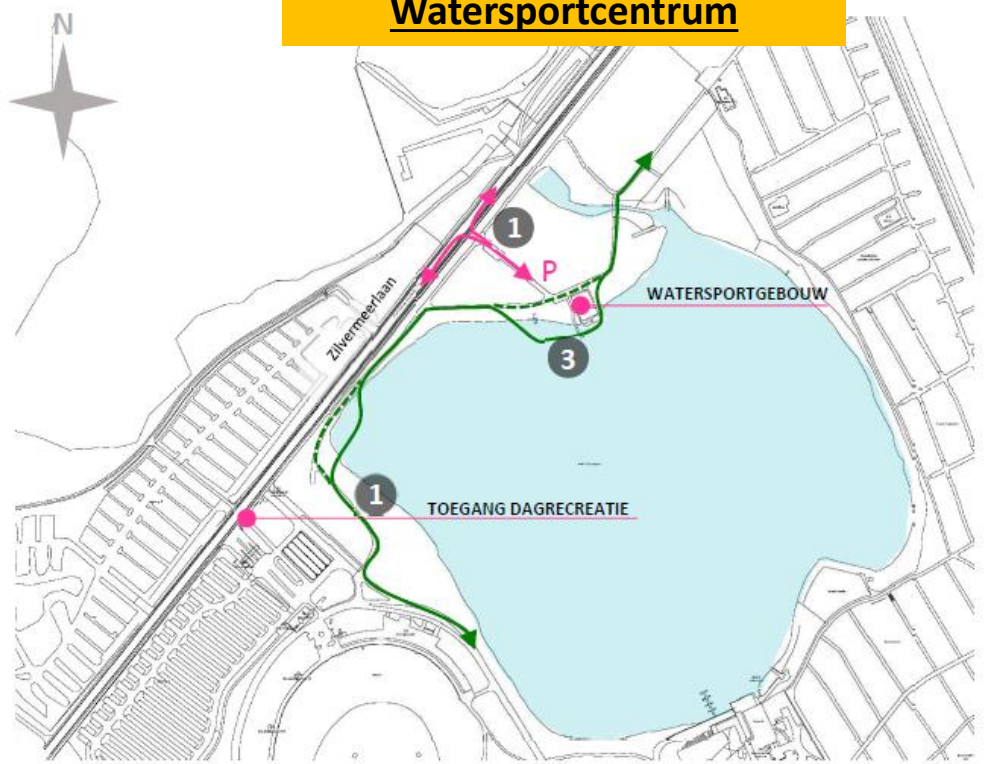 Watersportcentrum
N
1
P
Zilvermeerlaan
WATERSPORTGEBOUW
3
1
TOEGANG DAGRECREATIE